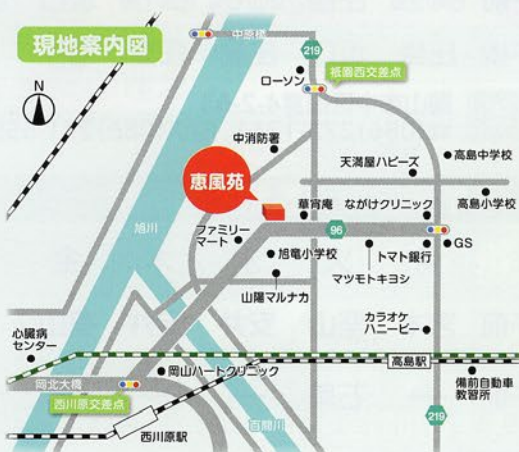 現地案内図
中原橋
219
ローソン
祇園西交差点
N
中消防署
天満屋ハピーズ
高島中学校
恵風苑
高島小学校
華宵庵
ながけクリニック
旭川
ファミリー
マート
96
旭竜小学校
トマト銀行
GS
マツモトキヨシ
山陽マルナカ
カラオケ
ハニービー
心臓病
センター
高島駅
岡山ハートクリニック
岡北大橋
備前自動車
教習所
西川原交差点
219
百間川
西川原駅